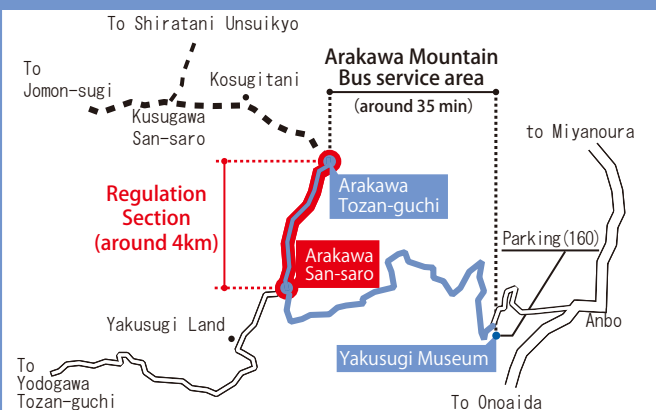 To Shiratani Unsuikyo
To
Jomon-sugi
Kosugitani
Kusugawa
San-saro
Arakawa Mountain
Bus service area
(around 35 min)
to Miyanoura
Regulation
Section
(around 4km)
Arakawa
Tozan-guchi
Arakawa
San-saro
Parking(160)
Yakusugi Land
Anbo
Yakusugi Museum
To
Yodogawa
Tozan-guchi
To Onoaida